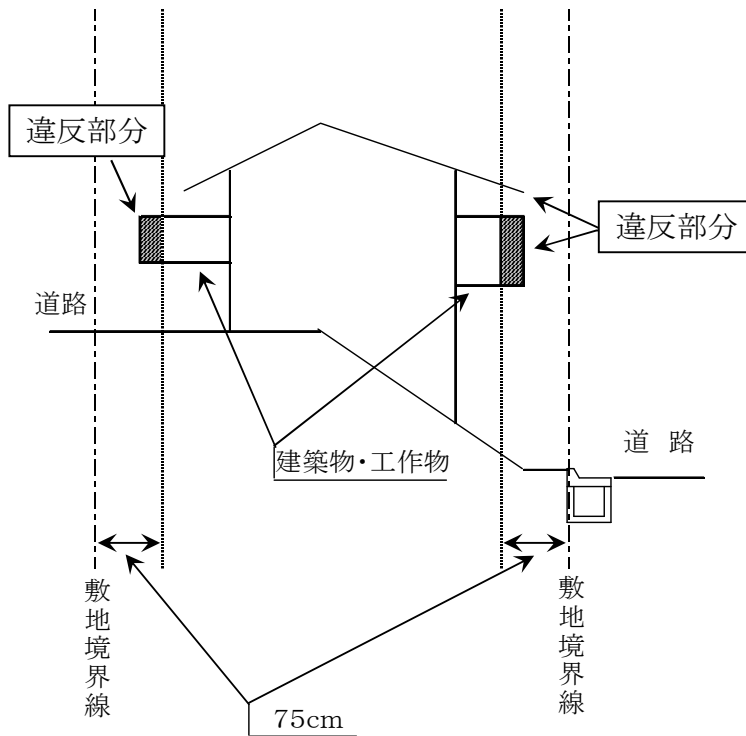 違反部分
違反部分
道路
道 路
建築物・工作物
敷地境界線
敷地境界線
75cm